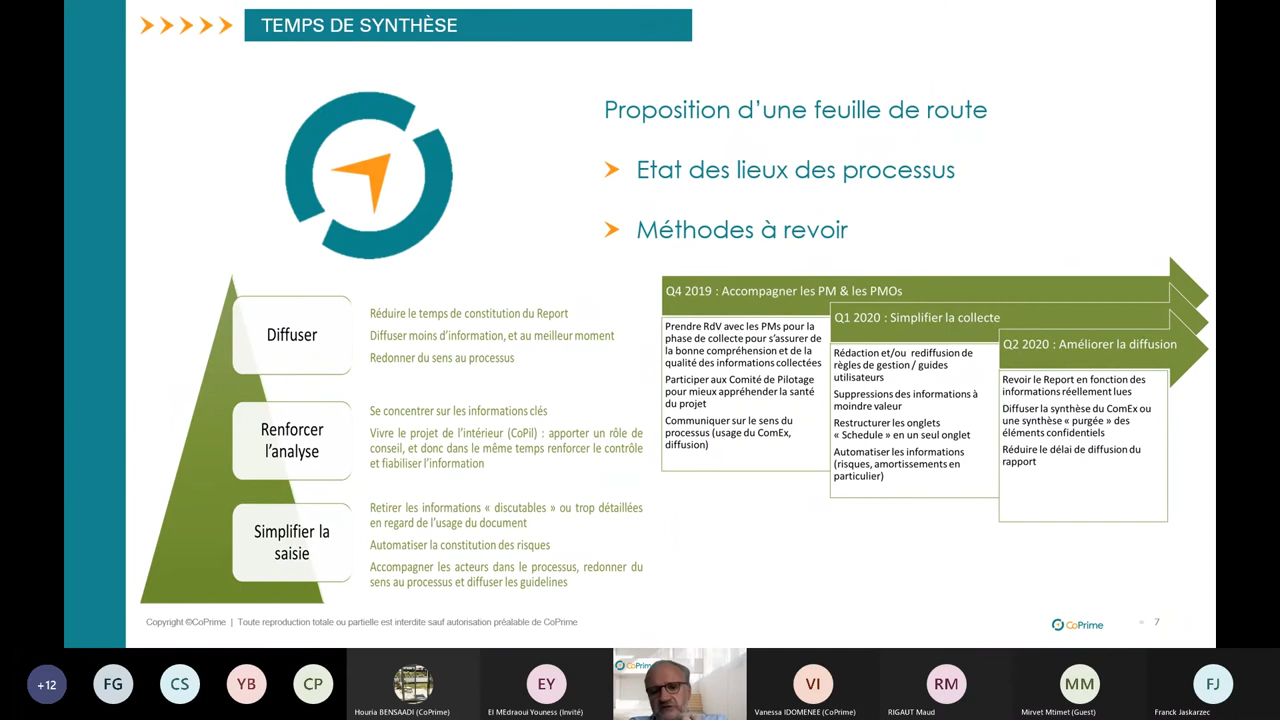 TEMPS DE SYNTHÈSE
Proposition d’une feuille de route
Etat des lieux des processus
Méthodes à revoir
Diffuser
Réduire le temps de constitution du Report
Diffuser moins d’information, et au meilleur moment
Redonner du sens au processus
Renforcer
l’analyse
Se concentrer sur les informations clés
Vivre le projet de l’intérieur (CoPil) : apporter un rôle de
conseil, et donc dans le même temps renforcer le contrôle
et fiabiliser l’information
Simplifier la
saisie
Retirer les informations « discutables » ou trop détaillées
en regard de l’usage du document
Automatiser la constitution des risques
Accompagner les acteurs dans le processus, redonner du
sens au processus et diffuser les guidelines
Q4 2019 : Accompagner les PM & les PMOs
Prendre RdV avec les PMs pour la
phase de collecte pour s’assurer de
la bonne compréhension et de la
qualité des informations collectées
Participer aux Comité de Pilotage
pour mieux appréhender la santé
du projet
Communiquer sur le sens du
processus (usage du ComEx,
diffusion)
Q1 2020 : Simplifier la collecte
Rédaction et/ou rediffusion de
règles de gestion / guides
utilisateurs
Suppressions des informations à
moindre valeur
Restructurer les onglets
« Schedule » en un seul onglet
Automatiser les informations
(risques, amortissements en
particulier)
Q2 2020 : Améliorer la diffusion
Revoir le Report en fonction des
informations réellement lues
Diffuser la synthèse du ComEx ou
une synthèse « purgée » des
éléments confidentiels
Réduire le délai de diffusion du
rapport
Copyright ©CoPrime | Toute reproduction totale ou partielle est interdite sauf autorisation préalable de CoPrime
CoPrime
7
+12
FG
CS
YB
CP
Houria BENSAADI (CoPrime)
EY
El MEdraoui Youness (Invité)
CoPrime
VI
Vanessa IDOMENEE (CoPrime)
RM
RIGAUT Maud
MM
Mirvet Mtimet (Guest)
FJ
Franck Jaskarzec